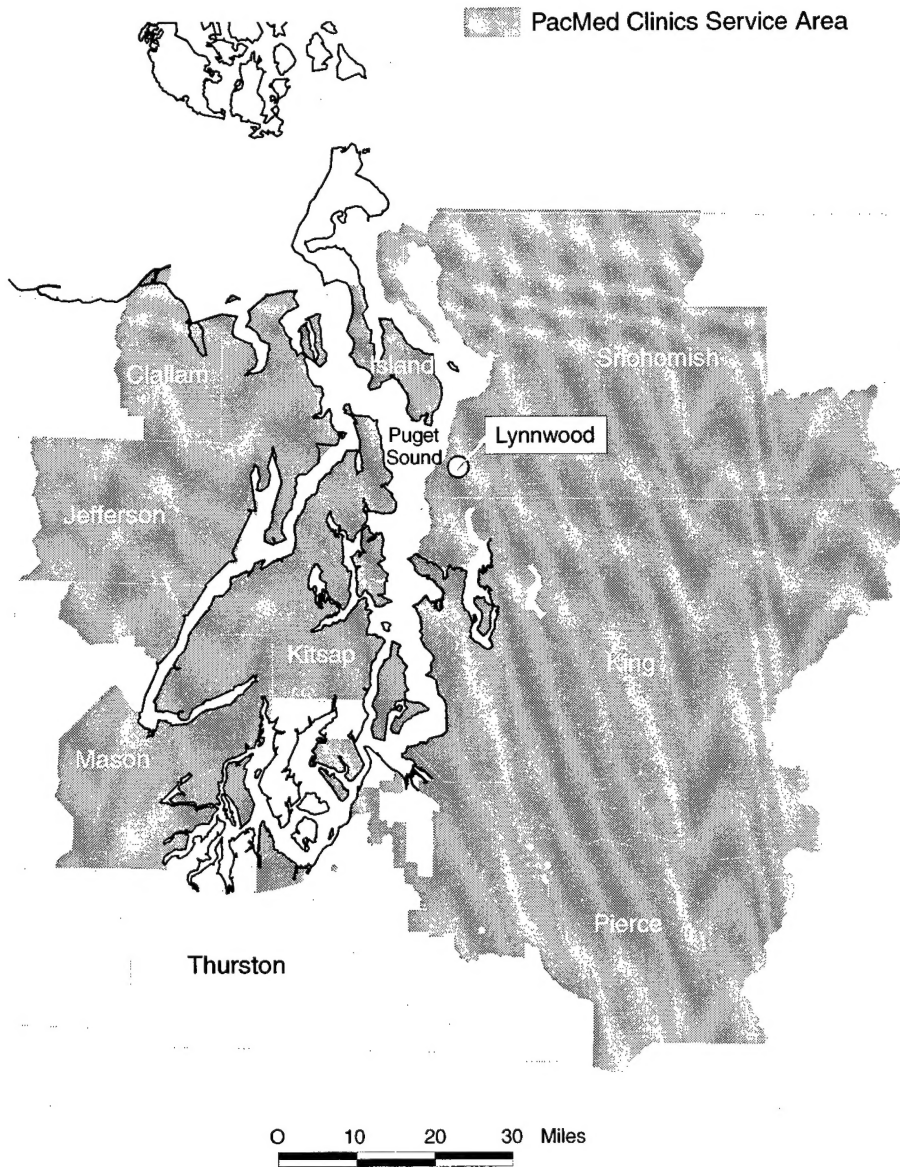 PacMed Clinics Service Area
Snohomish
Island
Clallam
Puget
Sound
Lynnwood
Jefferson
Kitsap
King
Mason
Pierce
Thurston
0 10 20 30 Miles